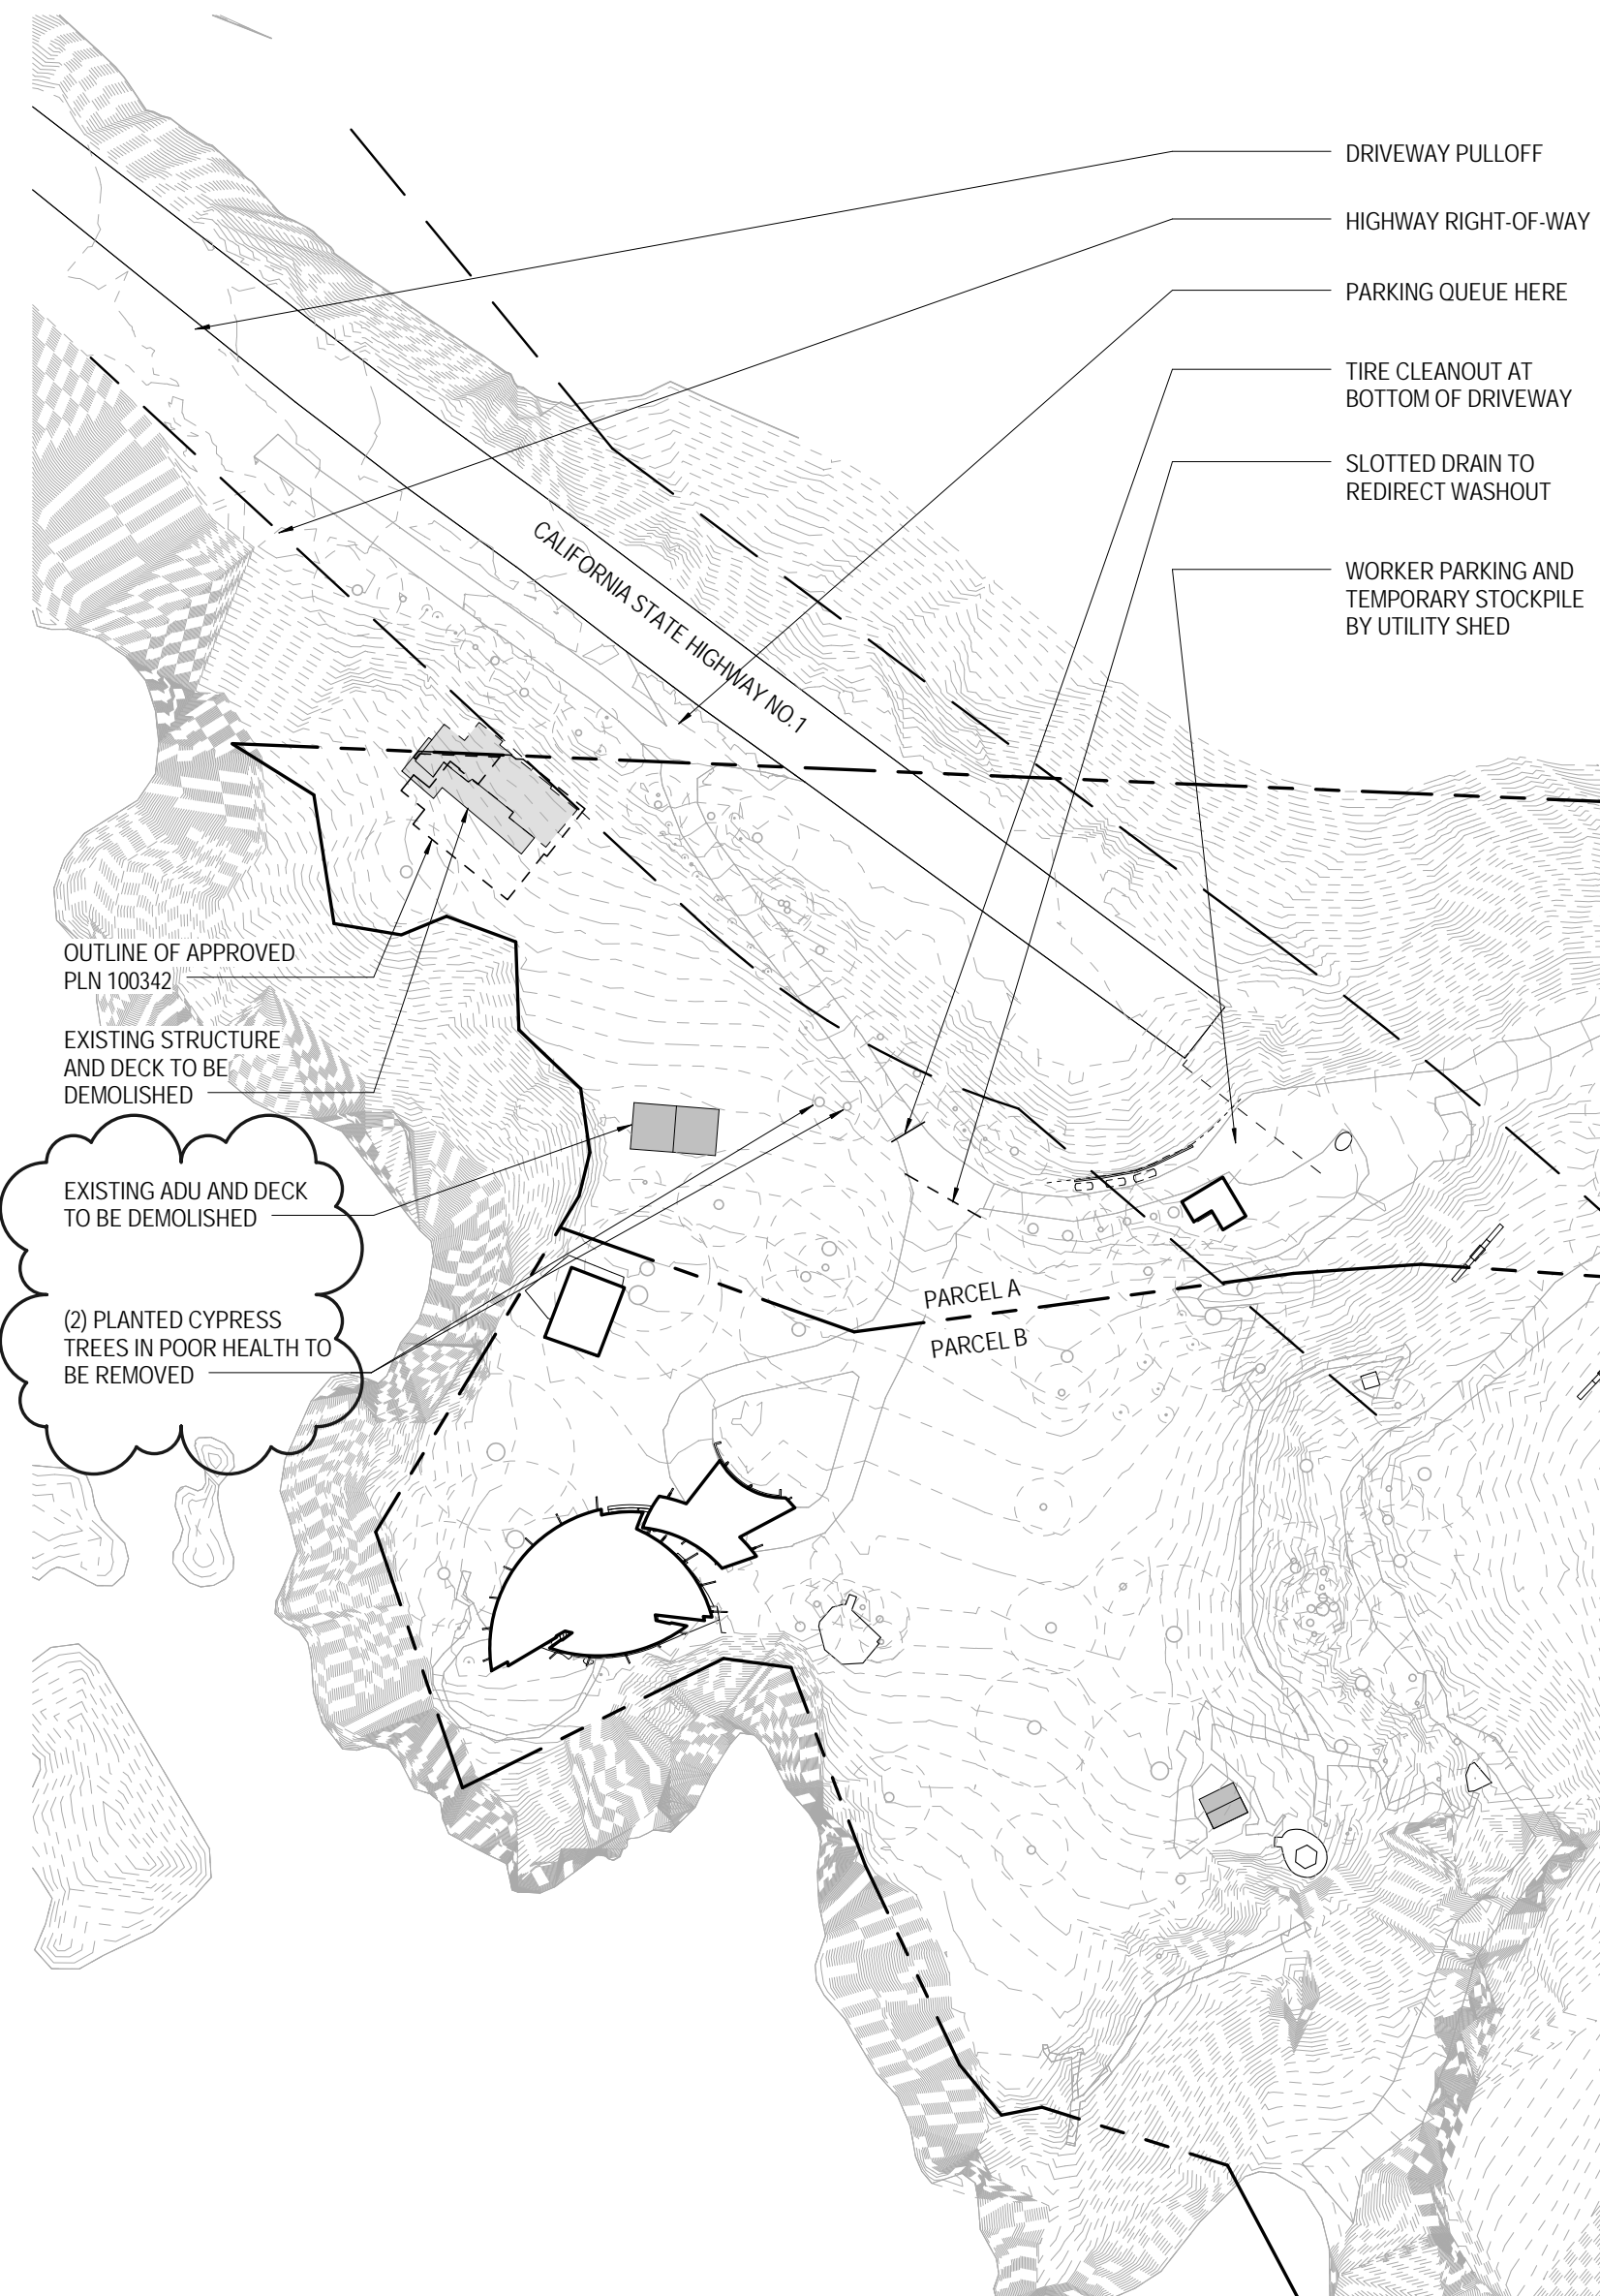 DRIVEWAY PULLOFF
HIGHWAY RIGHT-OF-WAY
PARKING QUEUE HERE
TIRE CLEANOUT AT
BOTTOM OF DRIVEWAY
SLOTTED DRAIN TO
REDIRECT WASHOUT
WORKER PARKING AND
TEMPORARY STOCKPILE
BY UTILITY SHED
CALIFORNIA STATE HIGHWAY NO.1
OUTLINE OF APPROVED
PLN 100342
EXISTING STRUCTURE
AND DECK TO BE
DEMOLISHED
EXISTING ADU AND DECK
TO BE DEMOLISHED
(2) PLANTED CYPRESS
TREES IN POOR HEALTH TO
BE REMOVED
PARCEL A
PARCEL B